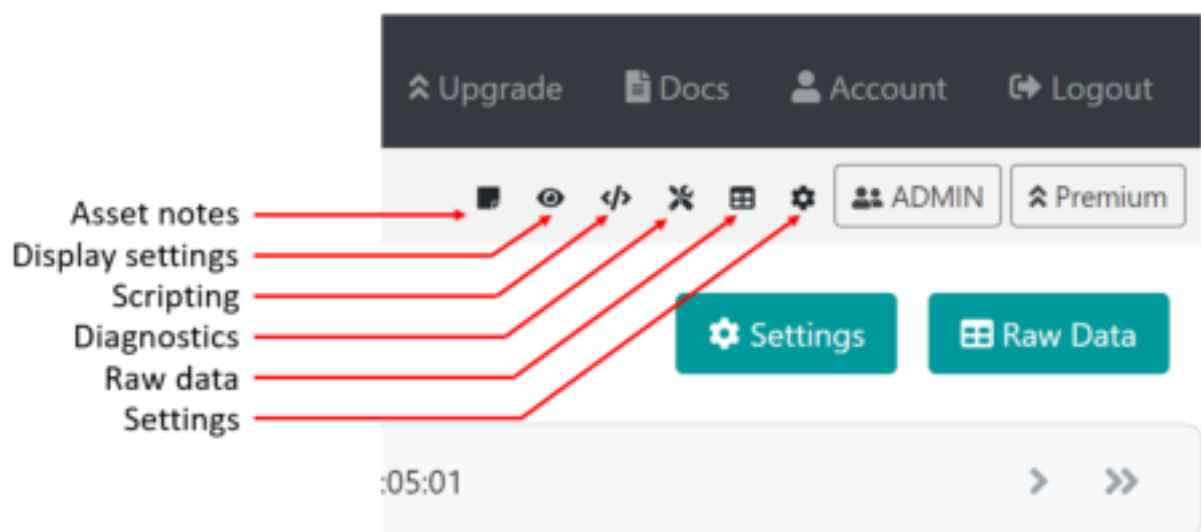 Upgrade Docs Account Logout
ADMIN Premium
Asset notes
Display settings
Scripting
Diagnostics
Raw data
Settings
Settings Raw Data
:05:01